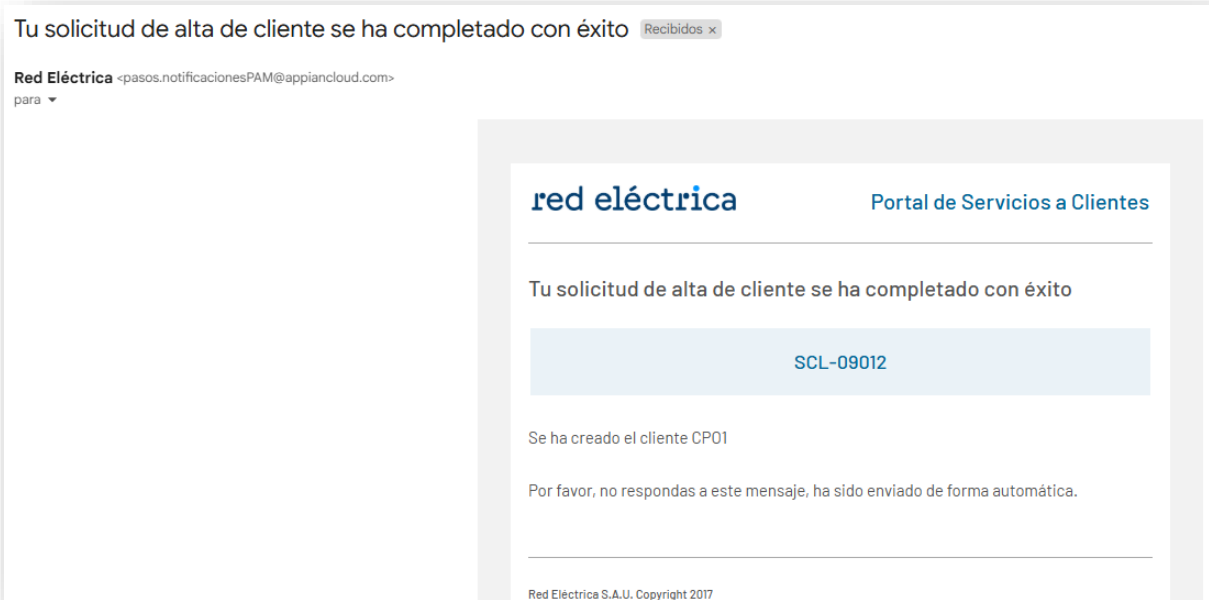 Tu solicitud de alta de cliente se ha completado con éxito Recibidos ×
Red Eléctrica <pasos.notificacionesPAM@appiancloud.com>
para
red eléctrica
Portal de Servicios a Clientes
Tu solicitud de alta de cliente se ha completado con éxito
SCL-09012
Se ha creado el cliente CP01
Por favor, no respondas a este mensaje, ha sido enviado de forma automática.
Red Eléctrica S.A.U. Copyright 2017